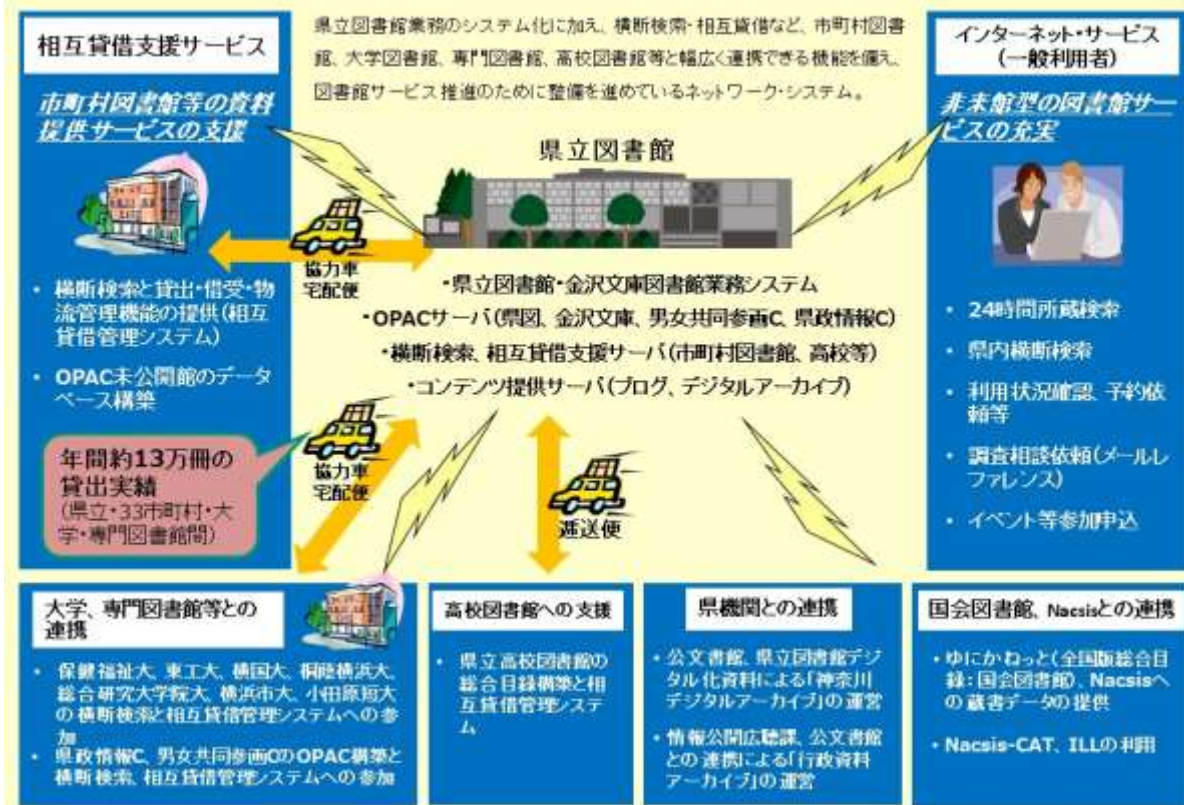 県立図書館業務のシステム化に加え、横断検索・相互貸借など、市町村図書
館、大学図書館、専門図書館、高校図書館等と幅広く連携できる機能を備え、
図書館サービス推進のために整備を進めているネットワーク・システム。
相互貸借支援サービス
市町村図書館等の資料
提供サービスの支援
・横断検索と貸出・借受・物
流管理機能の提供(相互
貸借管理システム)
・OPAC未公開館のデータ
ベース構築
年間約13万冊の
貸出実績
(県立・33市町村・大
学・専門図書館間)
協力車
宅配便
協力車
宅配便
県立図書館
・県立図書館・金沢文庫図書館業務システム
・OPACサーバ(県図、金沢文庫、男女共同参画C、県政情報C)
・横断検索、相互貸借支援サーバ(市町村図書館、高校等)
・コンテンツ提供サーバ(ブログ、デジタルアーカイブ)
逓送便
インターネット・サービス
(一般利用者)
非来館型の図書館サー
ビスの充実
・24時間所蔵検索
・県内横断検索
・利用状況確認、予約依
頼等
・調査相談依頼(メールレ
ファレンス)
・イベント等参加申込
大学、専門図書館等との
連携
・保健福祉大、東工大、横国大、桐蔭横浜大、
総合研究大学院大、横浜市大、小田原短大
の横断検索と相互貸借管理システムへの参
加
・県政情報C、男女共同参画CのOPAC構築と
横断検索、相互貸借管理システムへの参加
高校図書館への支援
・県立高校図書館の
総合目録構築と相
互貸借管理システ
ム
県機関との連携
・公文書館、県立図書館デジ
タル化資料による「神奈川
デジタルアーカイブ」の運営
・情報公開広聴課、公文書館
との連携による「行政資料
アーカイブ」の運営
国会図書館、Nacsisとの連携
・ゆにかねっと(全国版総合目
録:国会図書館)、Nacsisへ
の蔵書データの提供
・Nacsis-CAT、ILLの利用